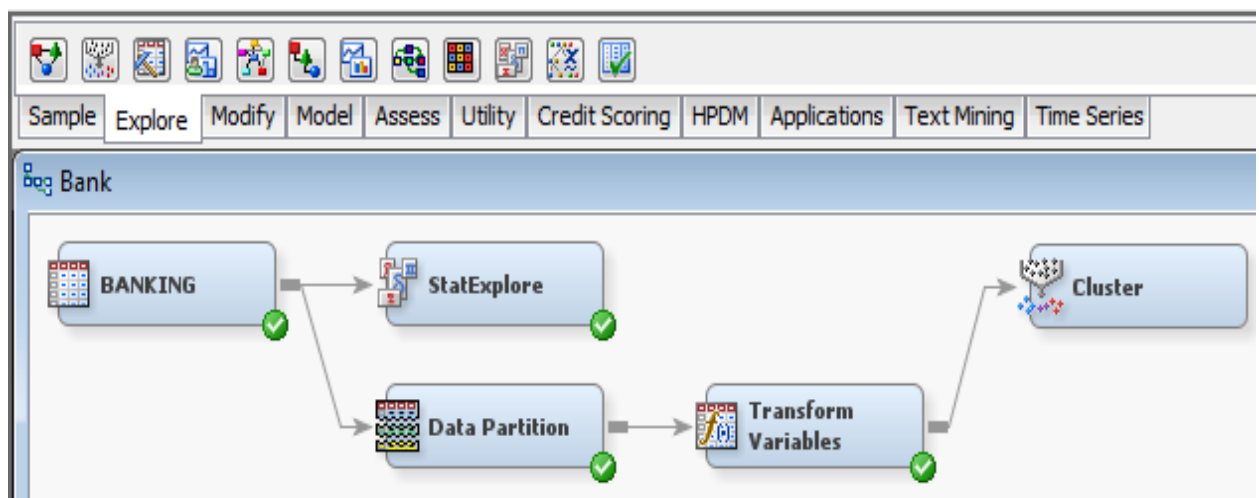 Sample Explore Modify Model Assess Utility Credit Scoring HPDM Applications Text Mining Time Series
Bank
BANKING
StatExplore
Cluster
Data Partition
Transform
Variables